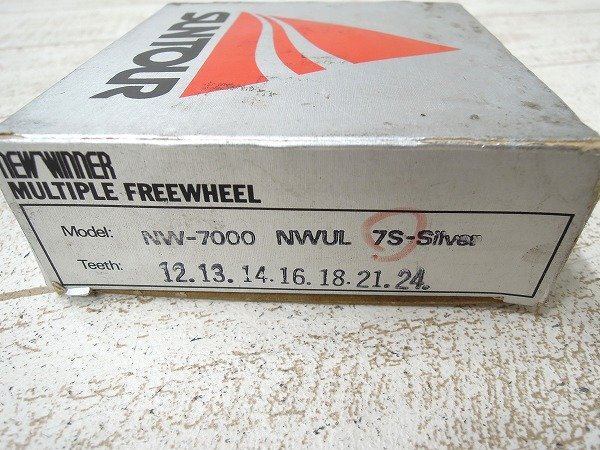 SUNTOUR
NEW WINNER
MULTIPLE FREEWHEEL
Model: NW-7000 NWUL 7S-Silver
Teeth: 12.13.14.16.18.21.24.